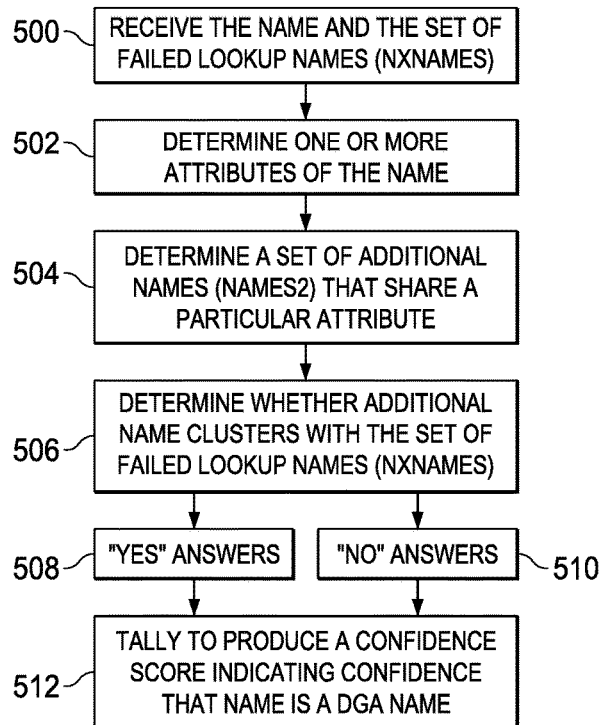 500
RECEIVE THE NAME AND THE SET OF
FAILED LOOKUP NAMES (NXNAMES)
502
DETERMINE ONE OR MORE
ATTRIBUTES OF THE NAME
504
DETERMINE A SET OF ADDITIONAL
NAMES (NAMES2) THAT SHARE A
PARTICULAR ATTRIBUTE
506
DETERMINE WHETHER ADDITIONAL
NAME CLUSTERS WITH THE SET OF
FAILED LOOKUP NAMES (NXNAMES)
508
"YES" ANSWERS
"NO" ANSWERS
510
512
TALLY TO PRODUCE A CONFIDENCE
SCORE INDICATING CONFIDENCE
THAT NAME IS A DGA NAME